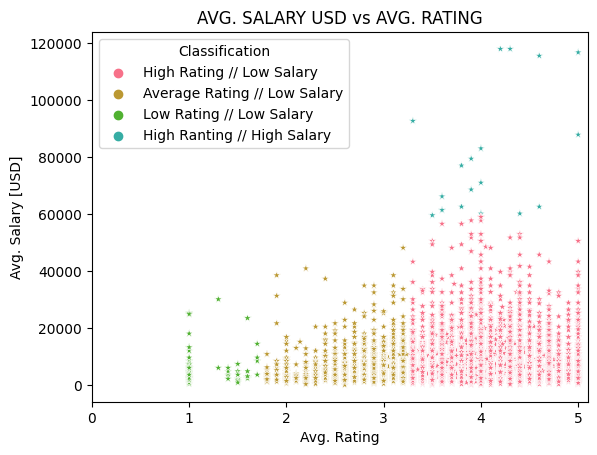 AVG. SALARY USD vs AVG. RATING
Classification
High Rating // Low Salary
Average Rating // Low Salary
Low Rating // Low Salary
High Ranting // High Salary
120000
100000
80000
60000
40000
20000
0
Avg. Salary [USD]
0
1
2
3
4
5
Avg. Rating